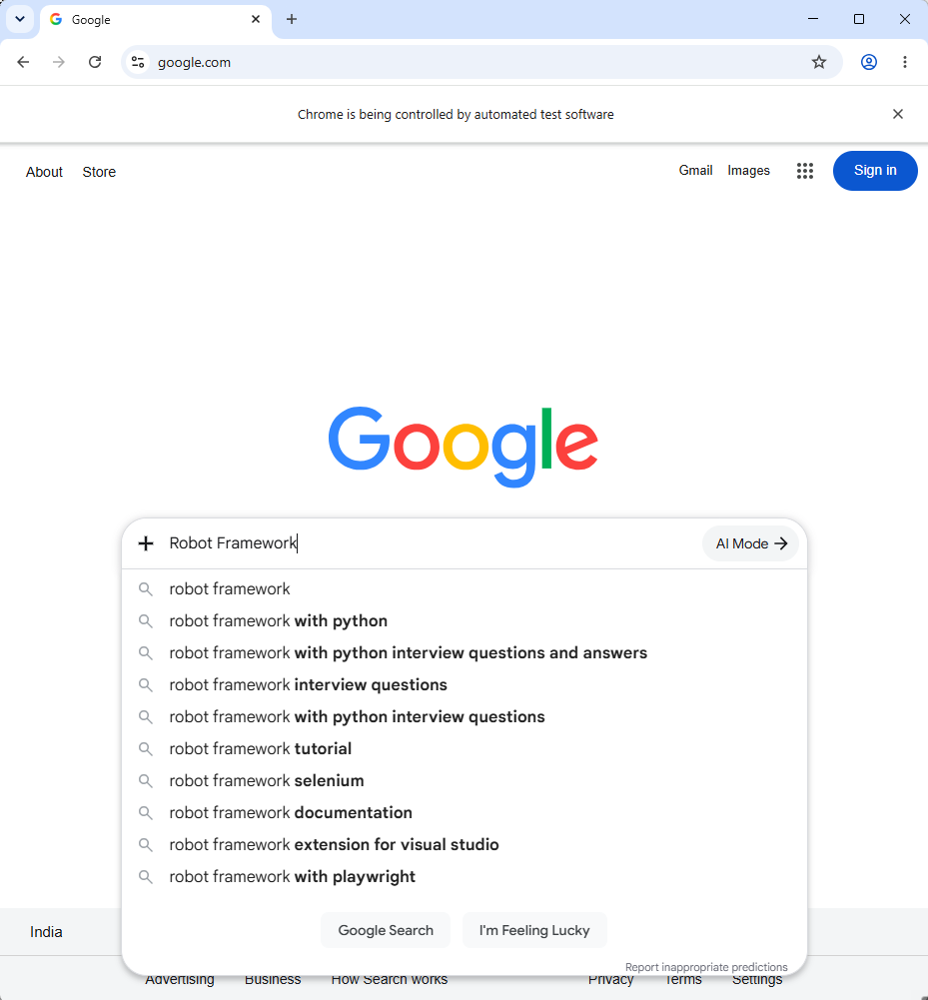 Google
google.com
Chrome is being controlled by automated test software
About Store Gmail Images Sign in
Google
Robot Framework AI Mode
robot framework
robot framework with python
robot framework with python interview questions and answers
robot framework interview questions
robot framework with python interview questions
robot framework tutorial
robot framework selenium
robot framework documentation
robot framework extension for visual studio
robot framework with playwright
Google Search I'm Feeling Lucky
India
Report inappropriate predictions
Advertising Business How Search works Privacy Terms Settings